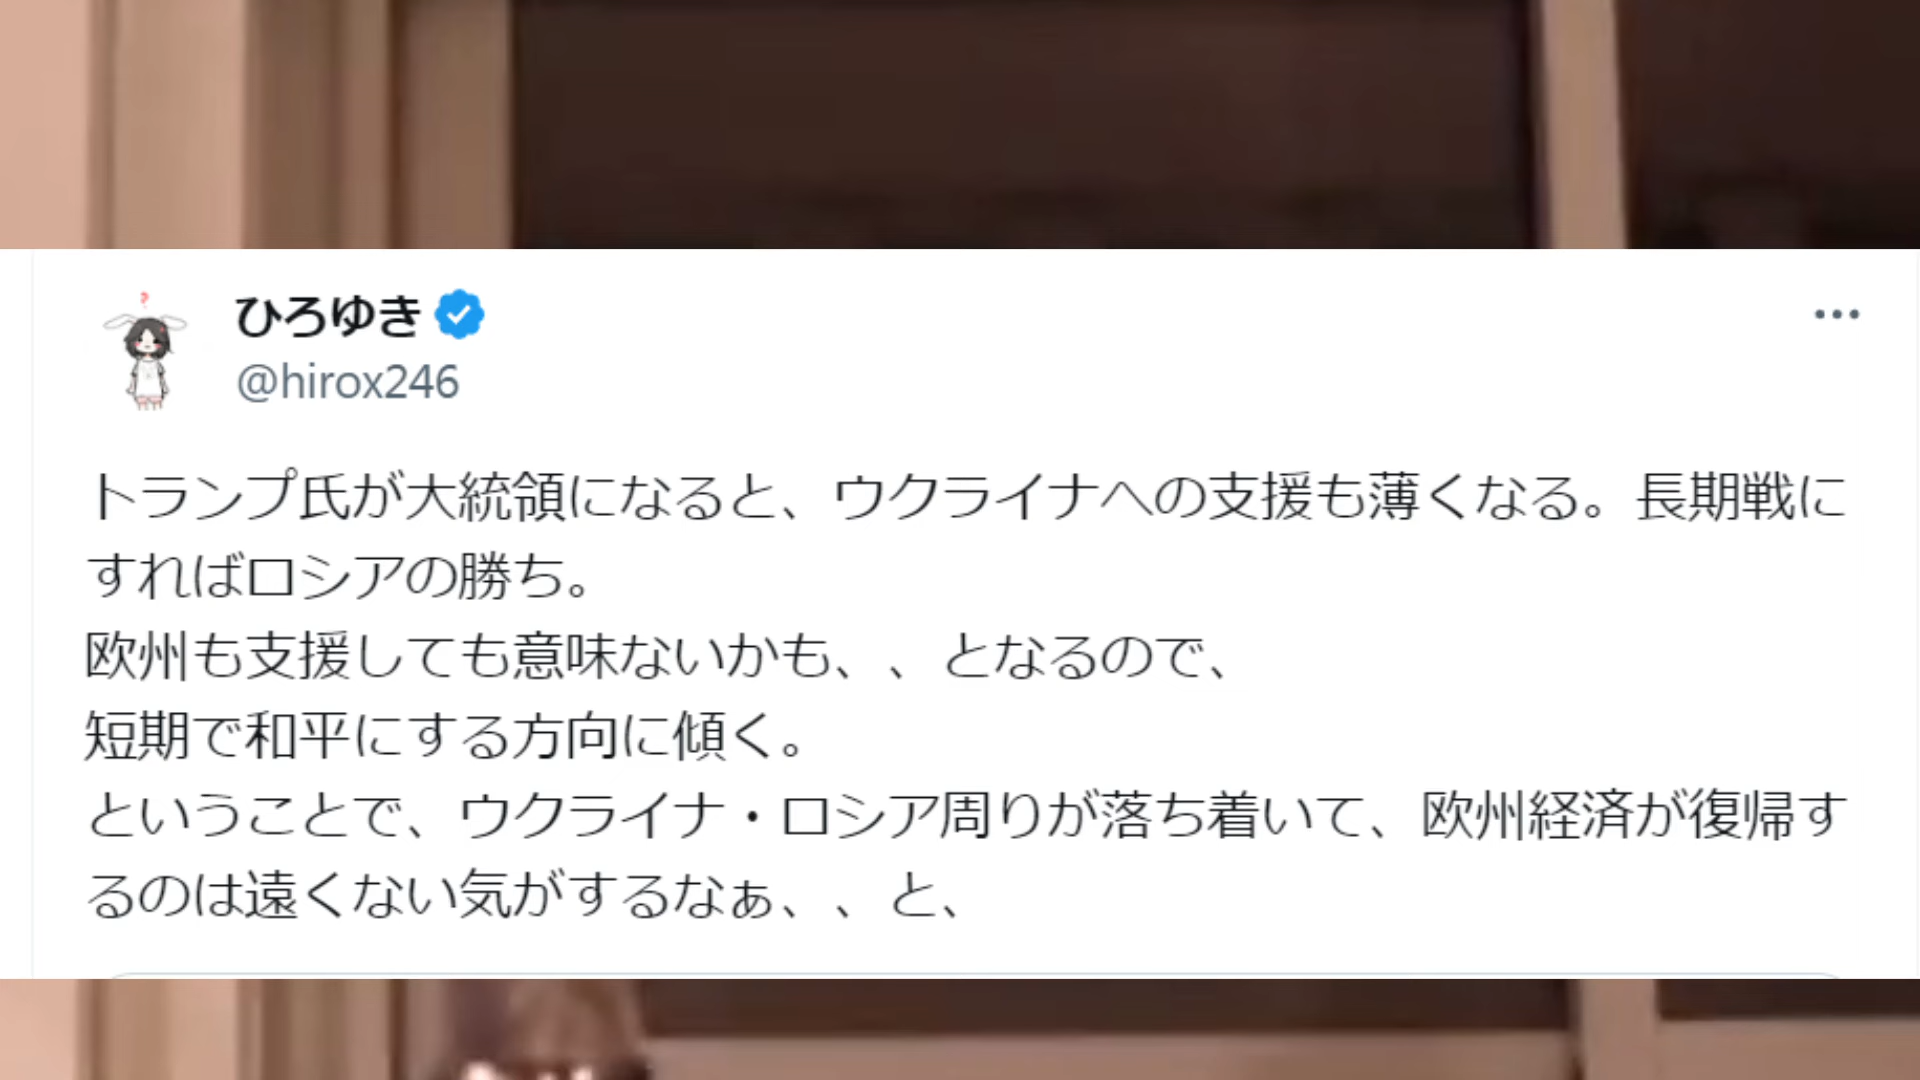 ひろゆき
@hirox246
トランプ氏が大統領になると、ウクライナへの支援も薄くなる。長期戦に
すればロシアの勝ち。
欧州も支援しても意味ないかも、、となるので、
短期で和平にする方向に傾く。
ということで、ウクライナ・ロシア周りが落ち着いて、欧州経済が復帰す
るのは遠くない気がするなぁ、、と、